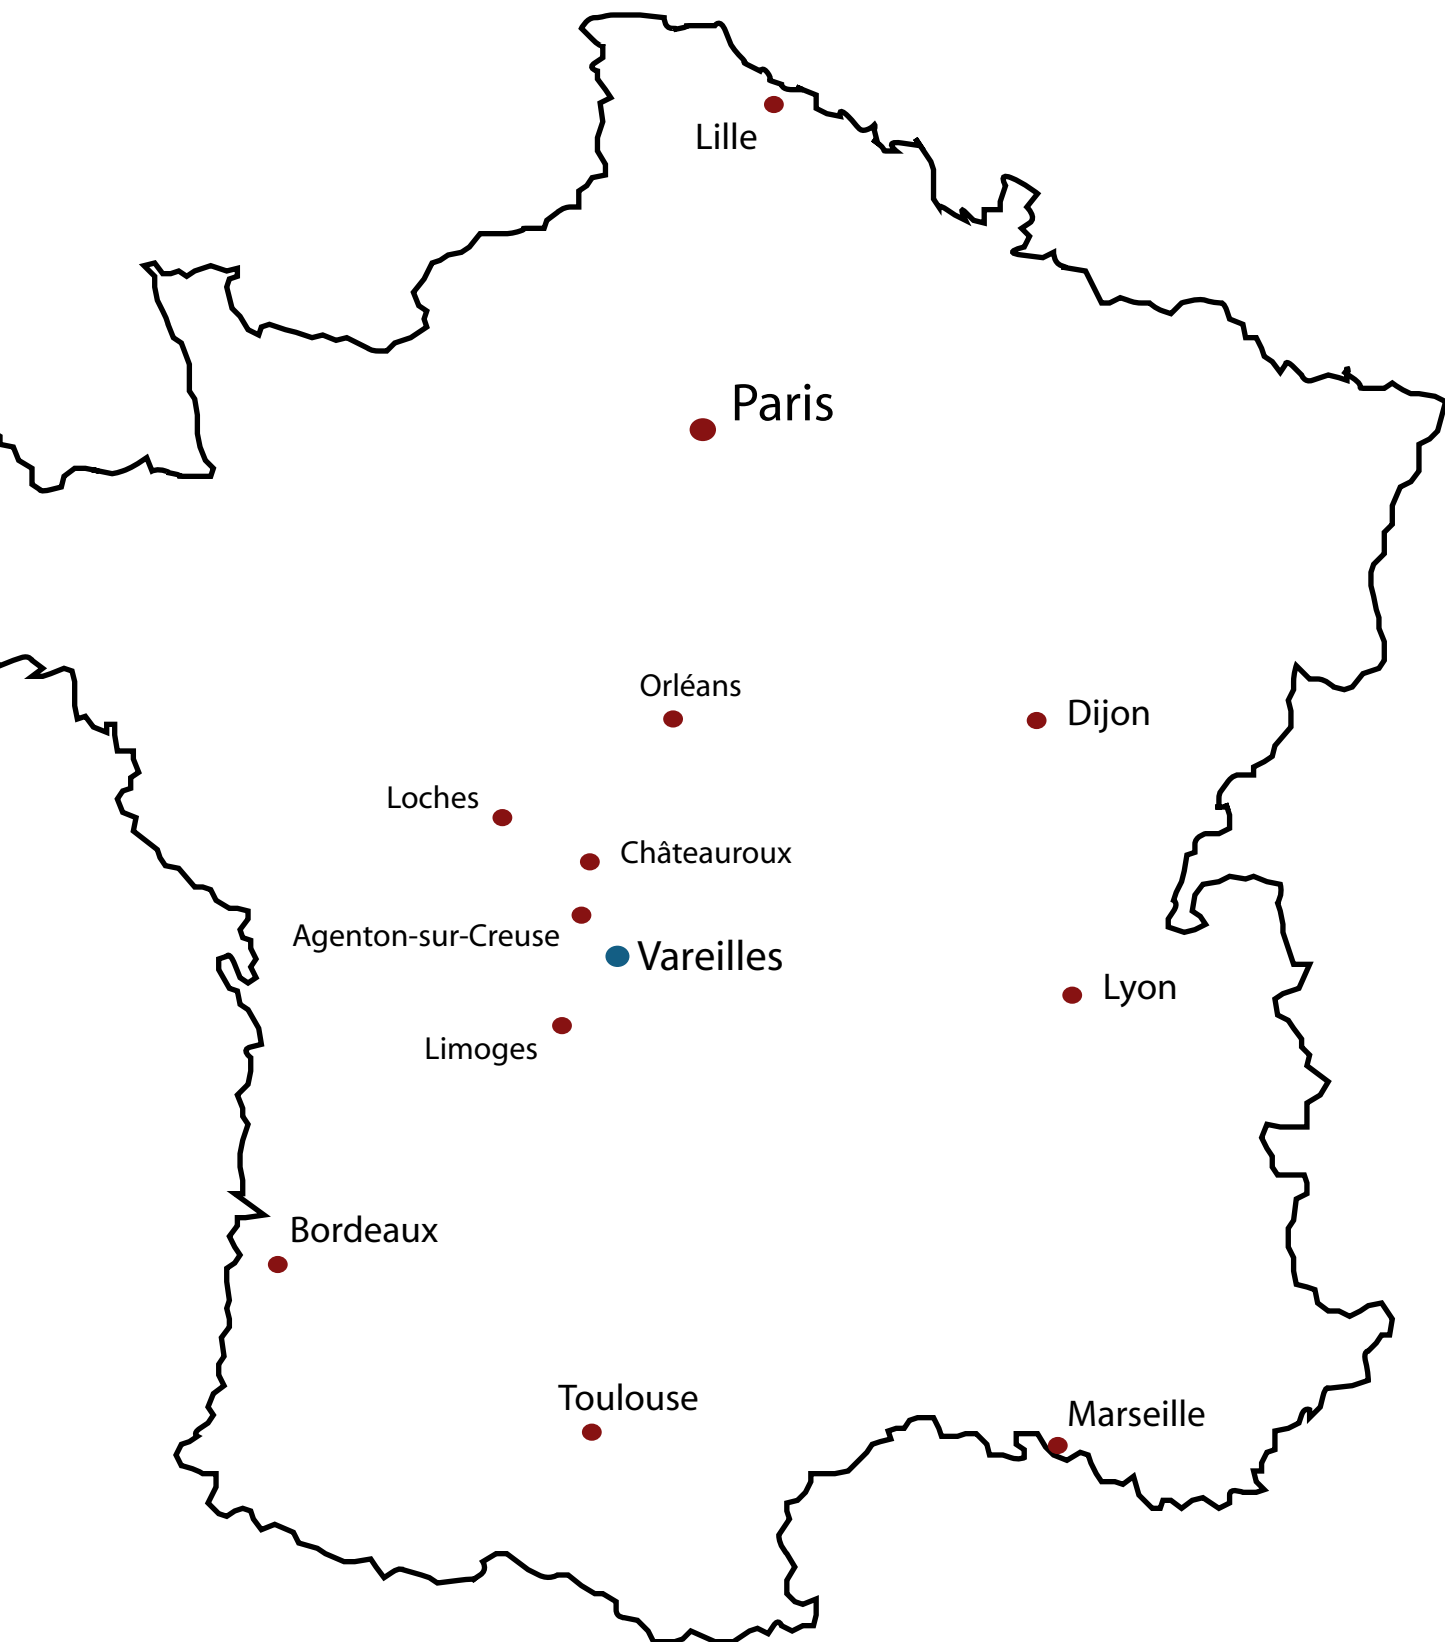 Lille
Paris
Orléans
Dijon
Loches
Châteauroux
Agenton-sur-Creuse
Vareilles
Lyon
Limoges
Bordeaux
Toulouse
Marseille